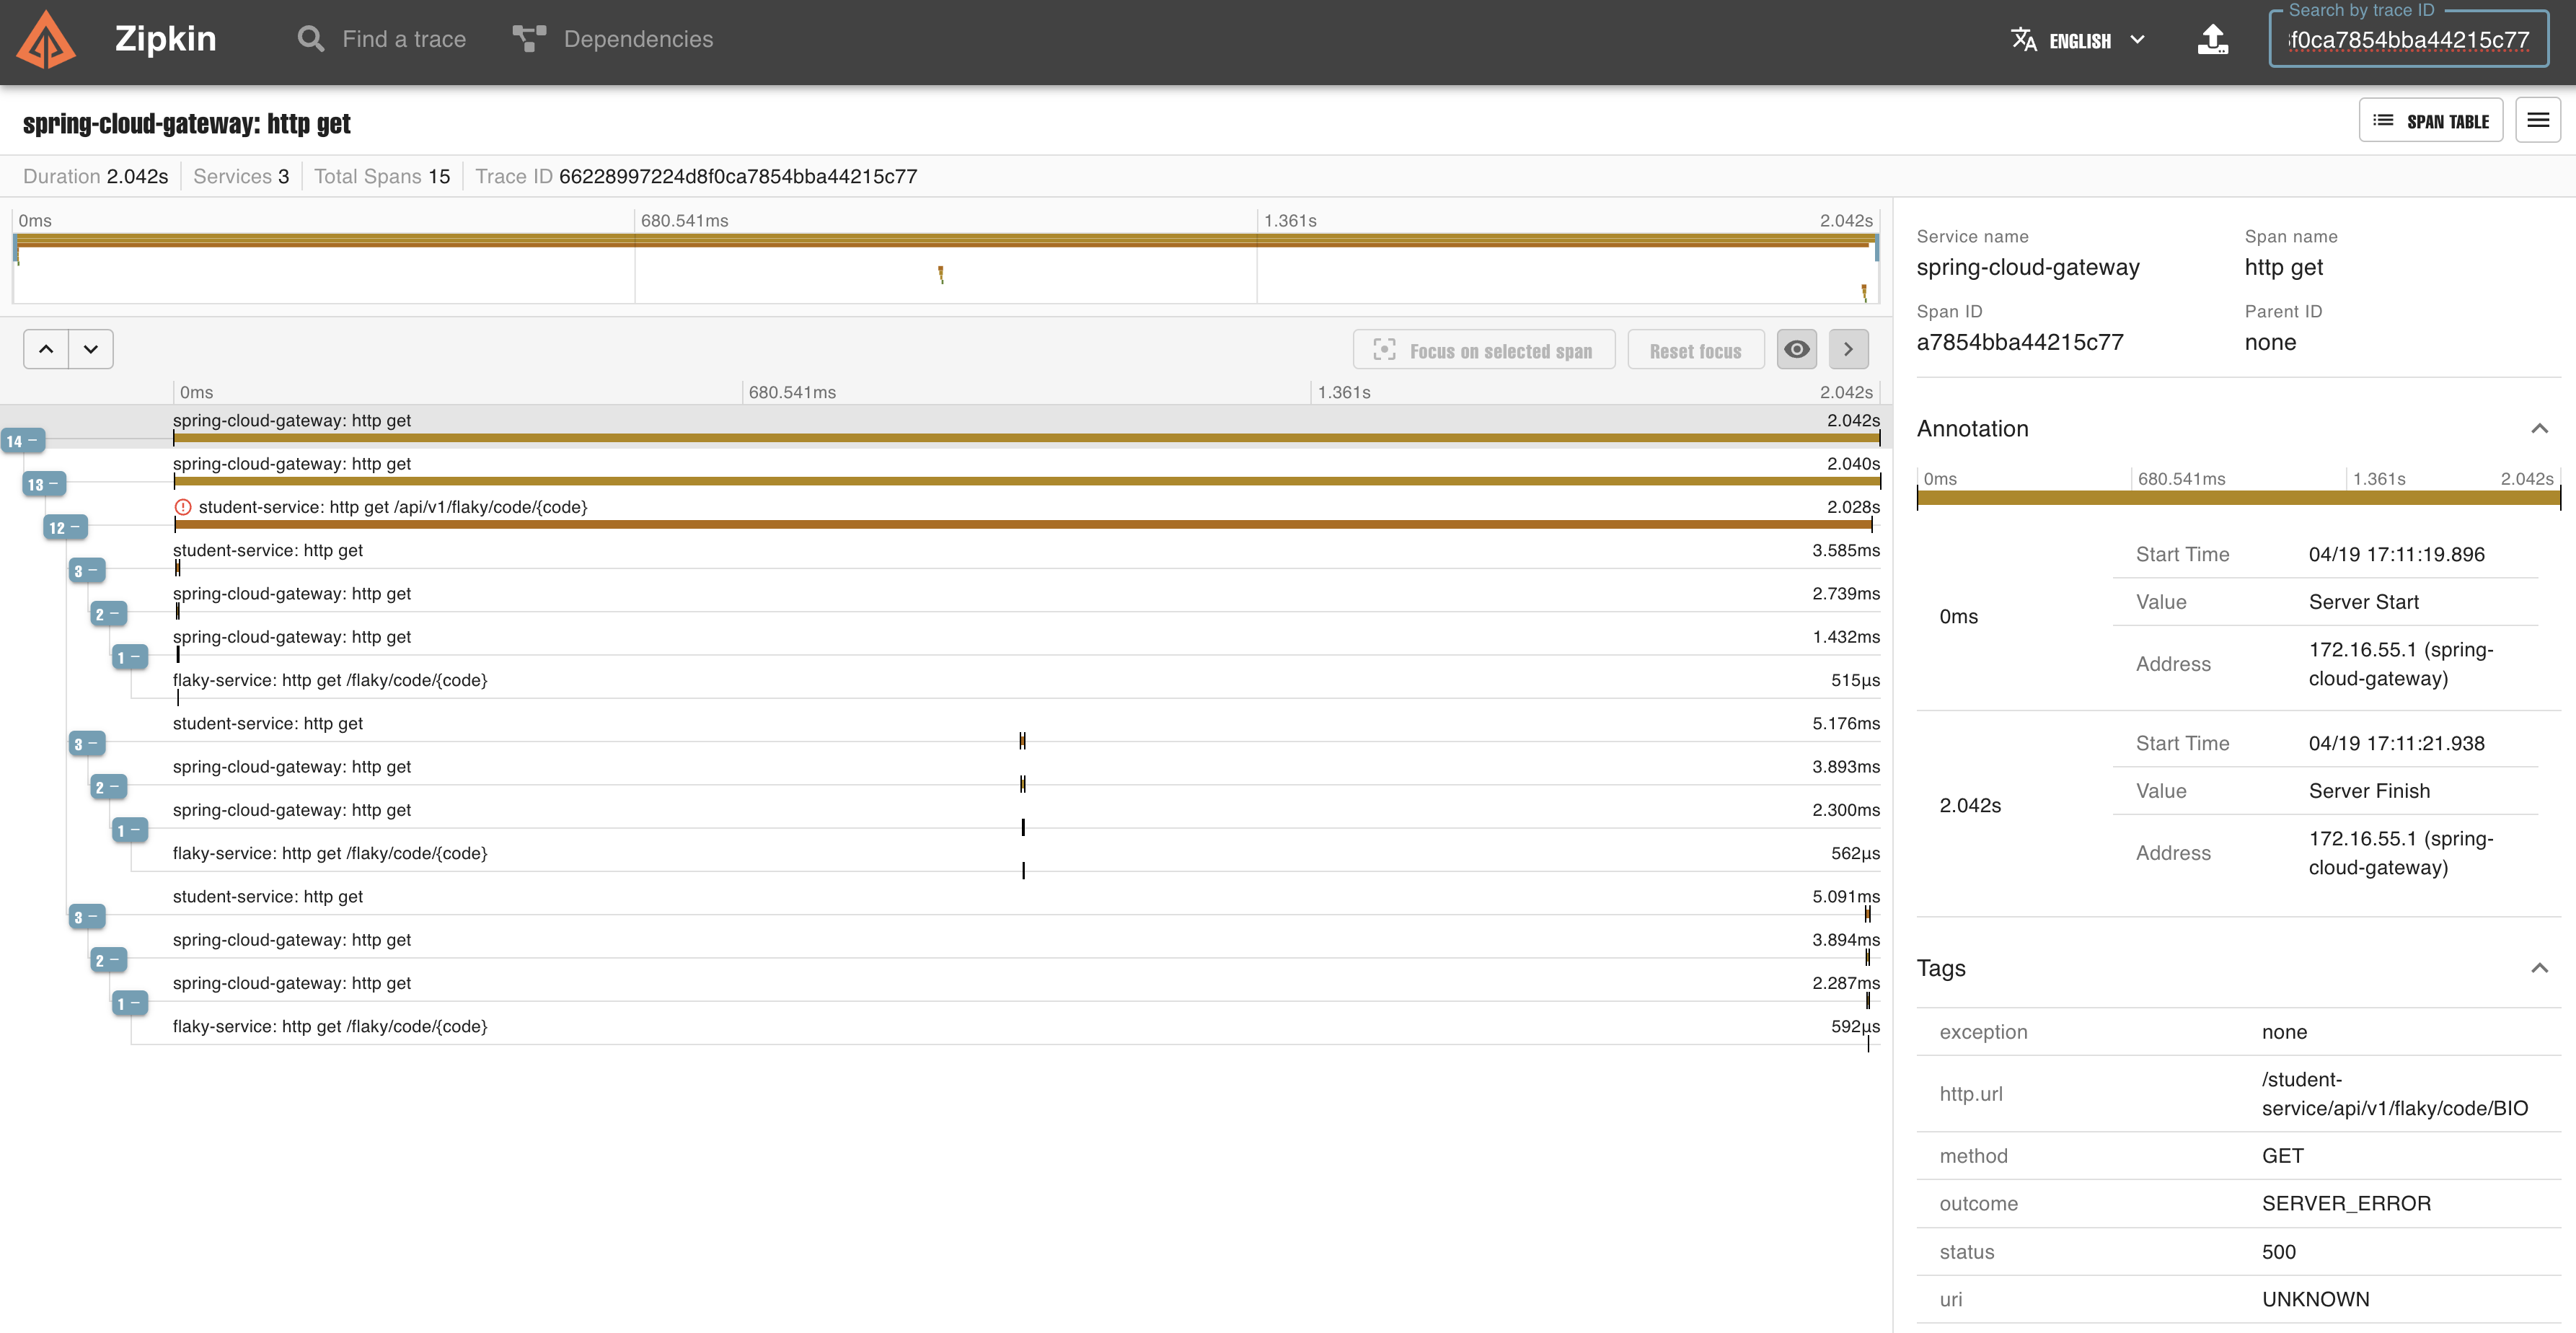 Zipkin
Find a trace
Dependencies
ENGLISH
Search by trace ID
f0ca7854bba44215c77
spring-cloud-gateway: http get
SPAN TABLE
Duration 2.042s Services 3 Total Spans 15 Trace ID 66228997224d8f0ca7854bba44215c77
0ms 680.541ms 1.361s 2.042s
Focus on selected span
Reset focus
0ms 680.541ms 1.361s 2.042s
spring-cloud-gateway: http get 2.042s
14 −
spring-cloud-gateway: http get 2.040s
13 −
student-service: http get /api/v1/flaky/code/{code} 2.028s
12 −
student-service: http get 3.585ms
3 −
spring-cloud-gateway: http get 2.739ms
2 −
spring-cloud-gateway: http get 1.432ms
1 −
flaky-service: http get /flaky/code/{code} 515µs
student-service: http get 5.176ms
3 −
spring-cloud-gateway: http get 3.893ms
2 −
spring-cloud-gateway: http get 2.300ms
1 −
flaky-service: http get /flaky/code/{code} 562µs
student-service: http get 5.091ms
3 −
spring-cloud-gateway: http get 3.894ms
2 −
spring-cloud-gateway: http get 2.287ms
1 −
flaky-service: http get /flaky/code/{code} 592µs
Service name Span name
spring-cloud-gateway http get
Span ID Parent ID
a7854bba44215c77 none
Annotation
0ms 680.541ms 1.361s 2.042s
0ms
Start Time 04/19 17:11:19.896
Value Server Start
Address 172.16.55.1 (spring-
cloud-gateway)
2.042s
Start Time 04/19 17:11:21.938
Value Server Finish
Address 172.16.55.1 (spring-
cloud-gateway)
Tags
exception none
http.url /student-
service/api/v1/flaky/code/BIO
method GET
outcome SERVER_ERROR
status 500
uri UNKNOWN